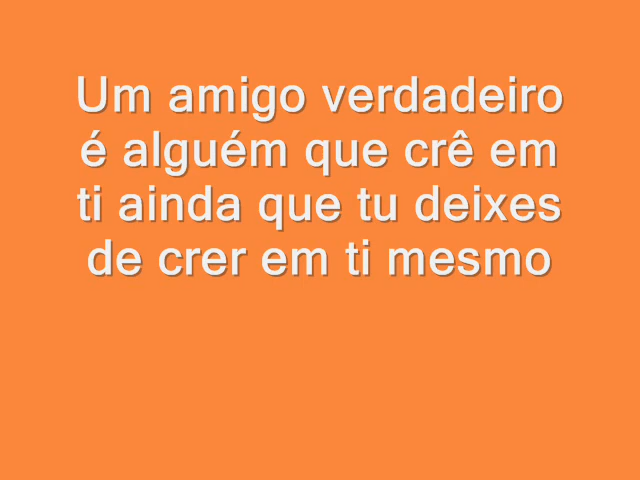 Um amigo verdadeiro
é alguém que crê em
ti ainda que tu deixes
de crer em ti mesmo